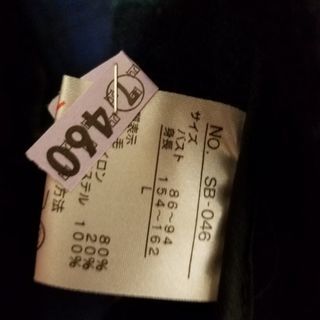 NO. SB-046
サイズ
バスト 86~94
身長 154~162
L
表示
毛 80%
イロン 20%
ステル 100%
方法
460